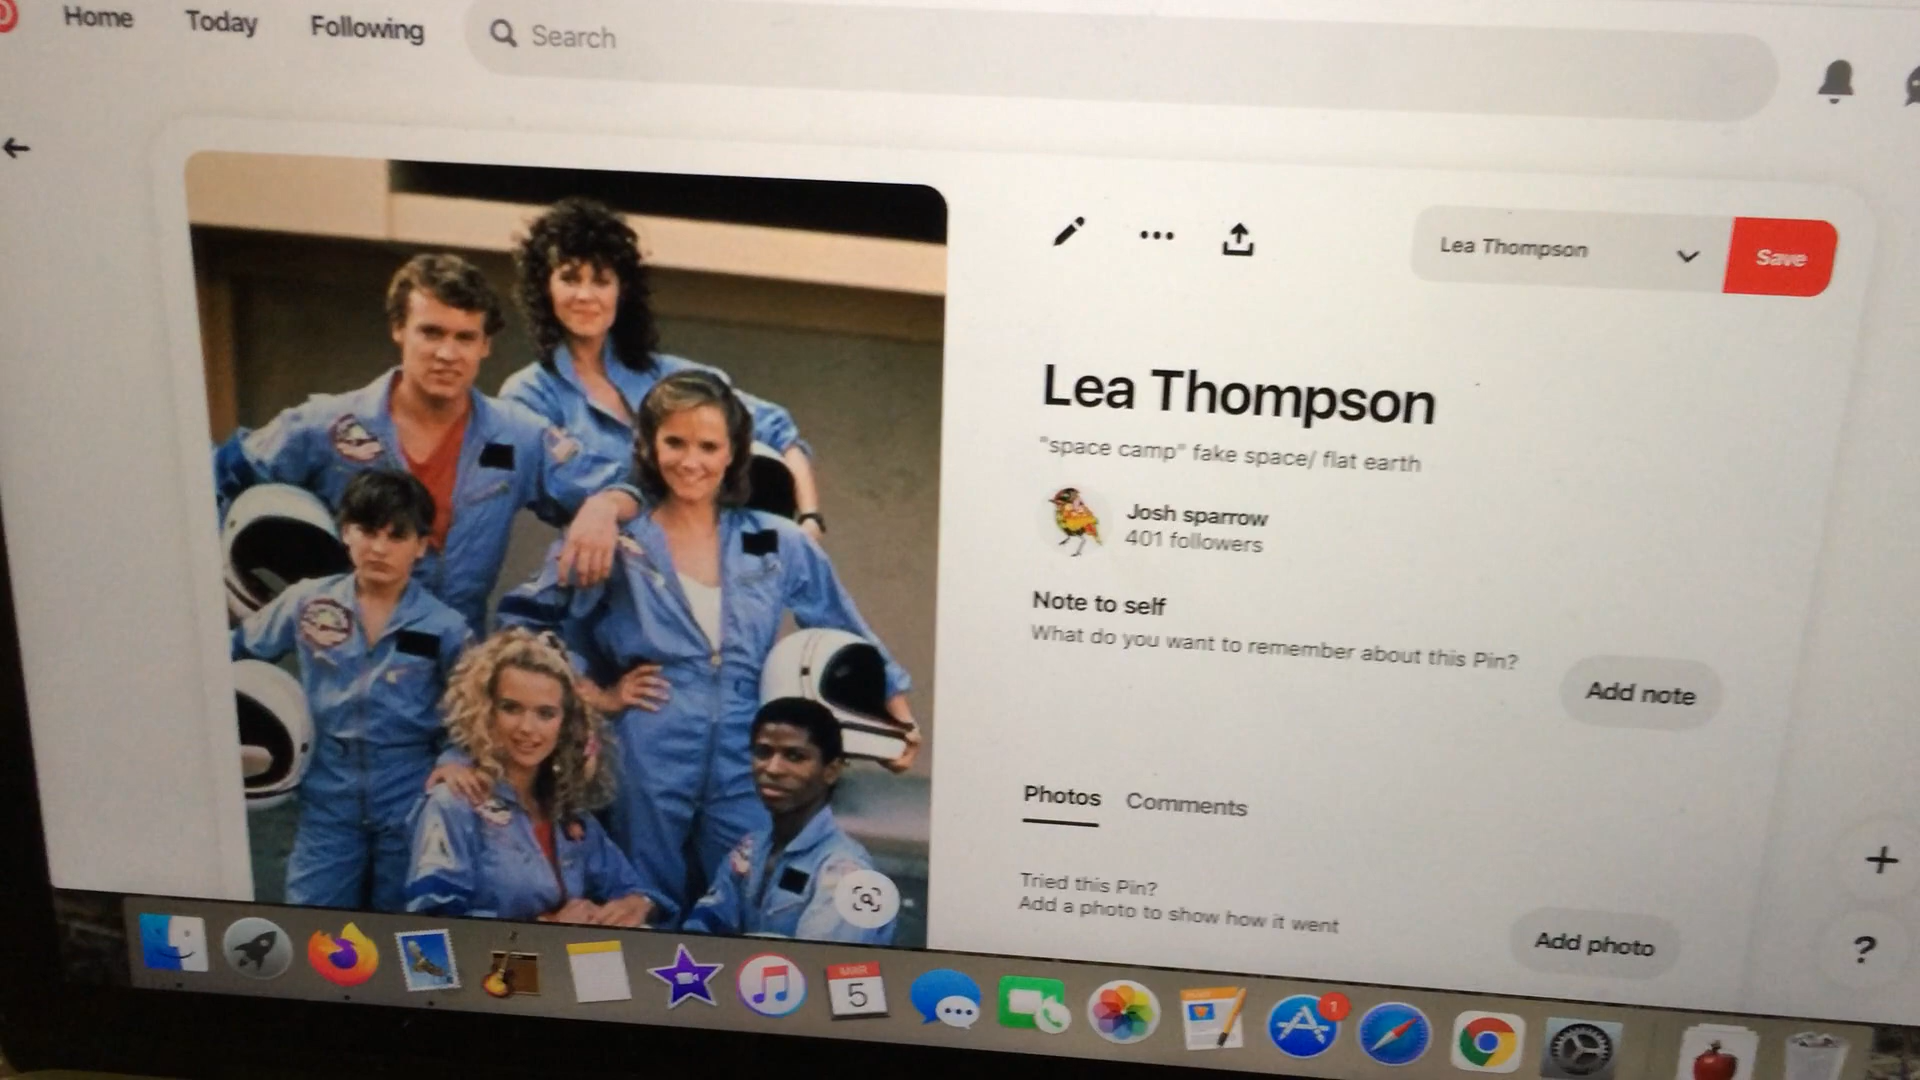 Home Today Following Search
Lea Thompson Save
Lea Thompson
"space camp" fake space/ flat earth
Josh sparrow
401 followers
Note to self
What do you want to remember about this Pin?
Add note
Photos Comments
Tried this Pin?
Add a photo to show how it went
Add photo
?
MAR
5
1